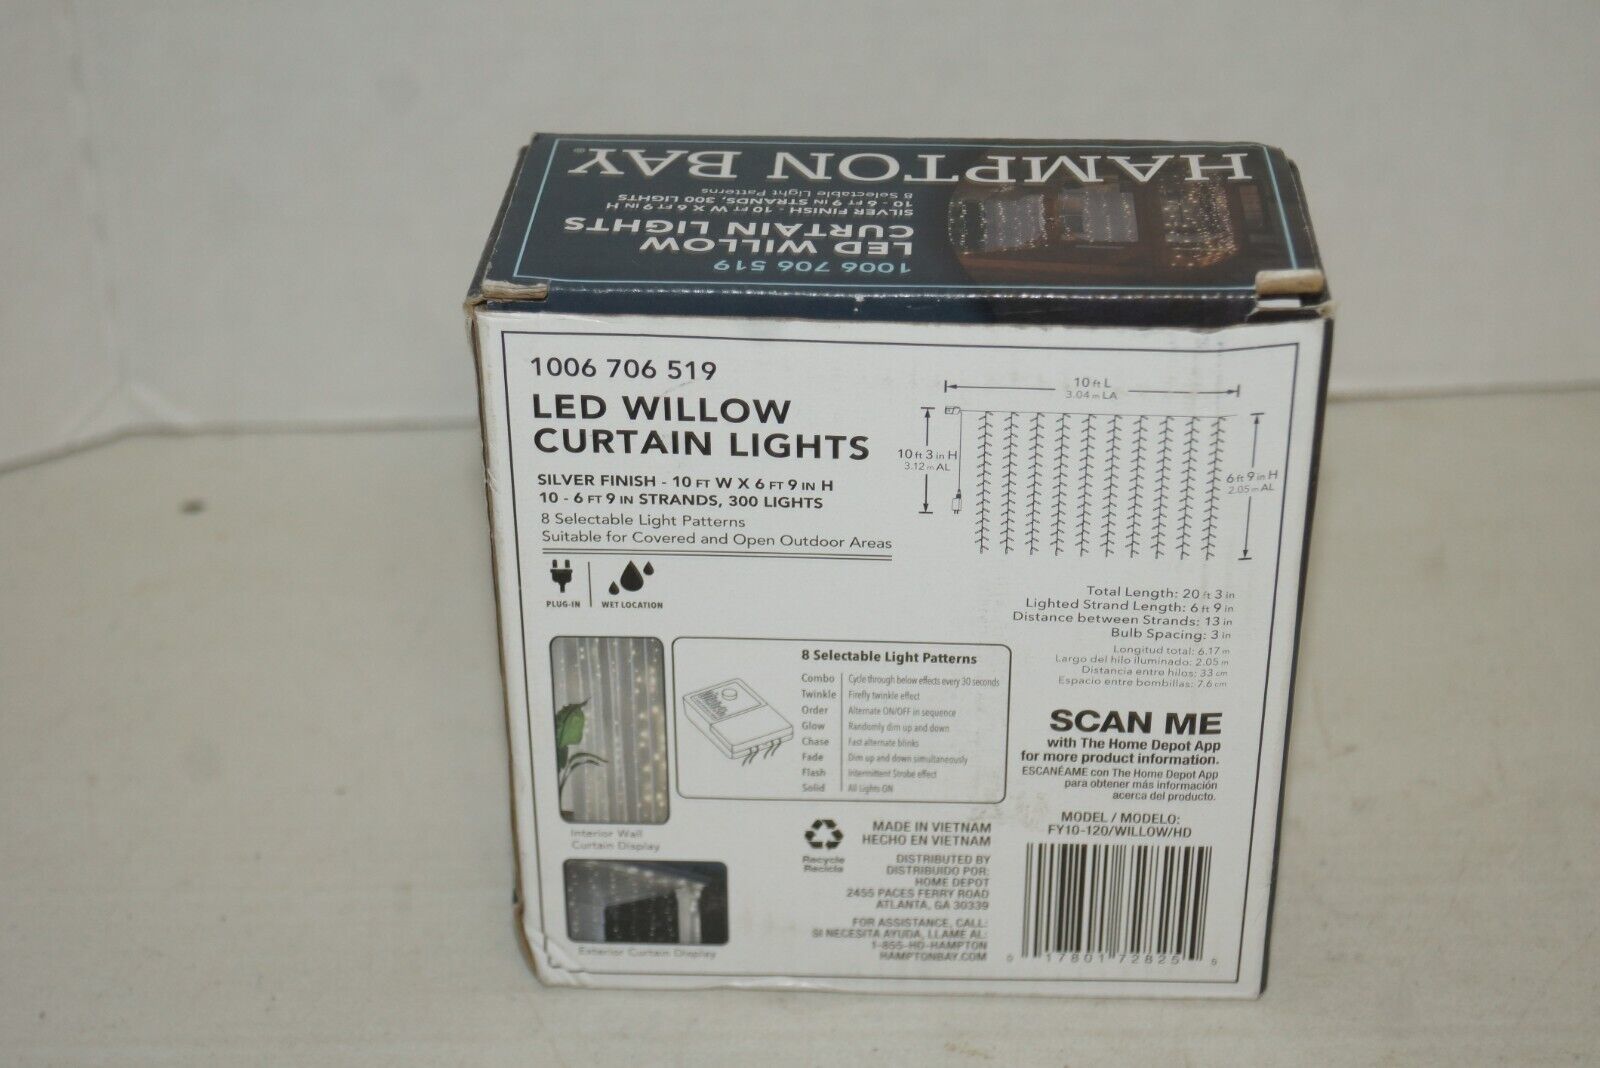 HAMPTON BAY®
LED WILLOW
CURTAIN LIGHTS
SILVER FINISH - 10 FT W X 6 FT 9 IN H
10 - 6 FT 9 IN STRANDS, 300 LIGHTS
8 Selectable Light Patterns
1006 706 519
1006 706 519
LED WILLOW
CURTAIN LIGHTS
SILVER FINISH - 10 FT W X 6 FT 9 IN H
10 - 6 FT 9 IN STRANDS, 300 LIGHTS
8 Selectable Light Patterns
Suitable for Covered and Open Outdoor Areas
PLUG-IN
WET LOCATION
10 ft L
3.04 m LA
10 ft 3 in H
3.12 m AL
6 ft 9 in H
2.05 m AL
Total Length: 20 ft 3 in
Lighted Strand Length: 6 ft 9 in
Distance between Strands: 13 in
Bulb Spacing: 3 in
Longitud total: 6.17 m
Largo del hilo iluminado: 2.05 m
Distancia entre hilos: 33 cm
Espacio entre bombillas: 7.6 cm
8 Selectable Light Patterns
Combo Cycle through below effects every 30 seconds
Twinkle Firefly twinkle effect
Order Alternate ON/OFF in sequence
Glow Randomly dim up and down
Chase Fast alternate blinks
Fade Dim up and down simultaneously
Flash Intermittent Strobe effect
Solid All Lights ON
Interior Wall
Curtain Display
Exterior Curtain Display
SCAN ME
with The Home Depot App
for more product information.
ESCANÉAME con The Home Depot App
para obtener más información
acerca del producto.
MODEL / MODELO:
FY10-120/WILLOW/HD
Recycle
Recicle
MADE IN VIETNAM
HECHO EN VIETNAM
DISTRIBUTED BY
DISTRIBUIDO POR:
HOME DEPOT
2455 PACES FERRY ROAD
ATLANTA, GA 30339
FOR ASSISTANCE, CALL:
SI NECESITA AYUDA, LLAME AL:
1-855-HD-HAMPTON
HAMPTONBAY.COM
0 17801 72825 6